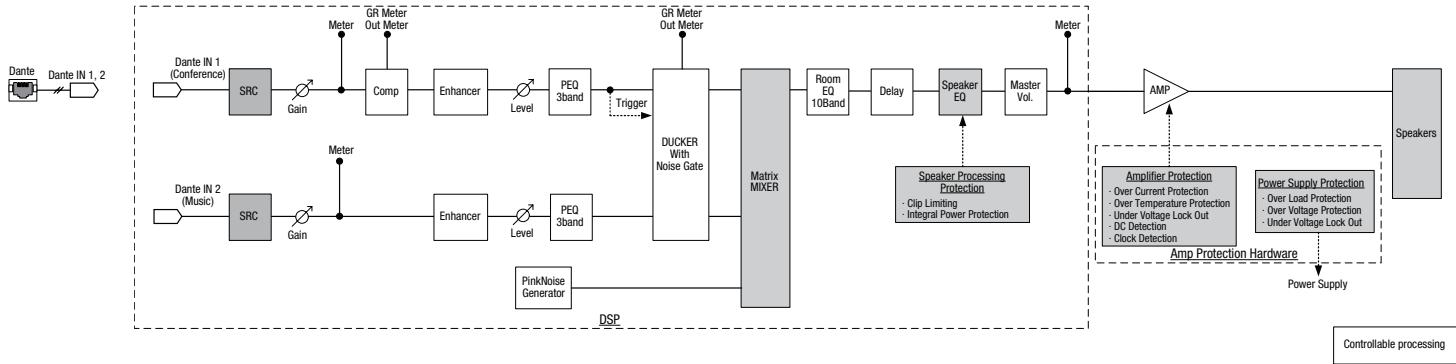 Dante
Dante IN 1, 2
Dante IN 1
(Conference)
SRC
Gain
Meter
GR Meter
Out Meter
Comp
Enhancer
Level
PEQ
3band
Trigger
GR Meter
Out Meter
DUCKER
With
Noise Gate
Matrix
MIXER
Room
EQ
10Band
Delay
Speaker
EQ
Master
Vol.
Meter
AMP
Speakers
Dante IN 2
(Music)
SRC
Gain
Meter
Enhancer
Level
PEQ
3band
PinkNoise
Generator
DSP
Speaker Processing
Protection
· Clip Limiting
· Integral Power Protection
Amplifier Protection
· Over Current Protection
· Over Temperature Protection
· Under Voltage Lock Out
· DC Detection
· Clock Detection
Power Supply Protection
· Over Load Protection
· Over Voltage Protection
· Under Voltage Lock Out
Amp Protection Hardware
Power Supply
Controllable processing